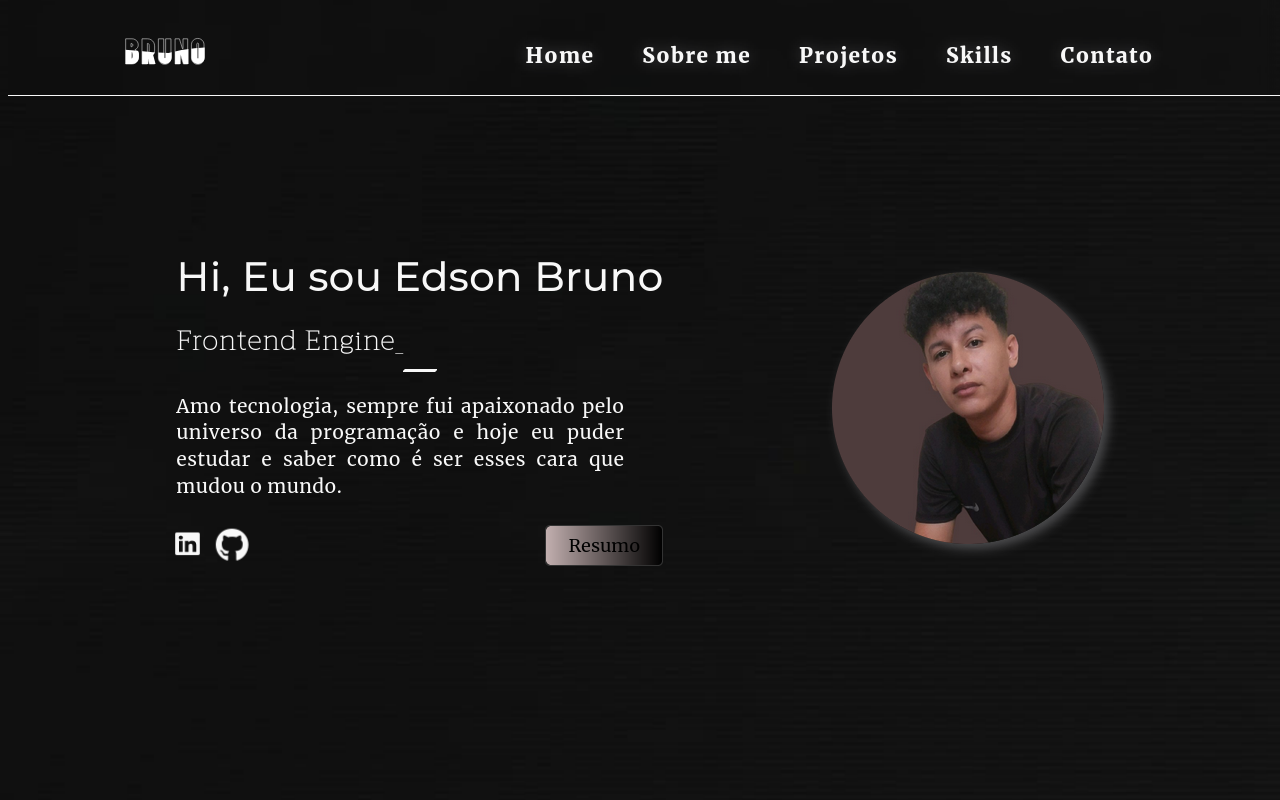 BRUNO
Home Sobre me Projetos Skills Contato
Hi, Eu sou Edson Bruno
Frontend Engine_
Amo tecnologia, sempre fui apaixonado pelo
universo da programação e hoje eu puder
estudar e saber como é ser esses cara que
mudou o mundo.
in
Resumo